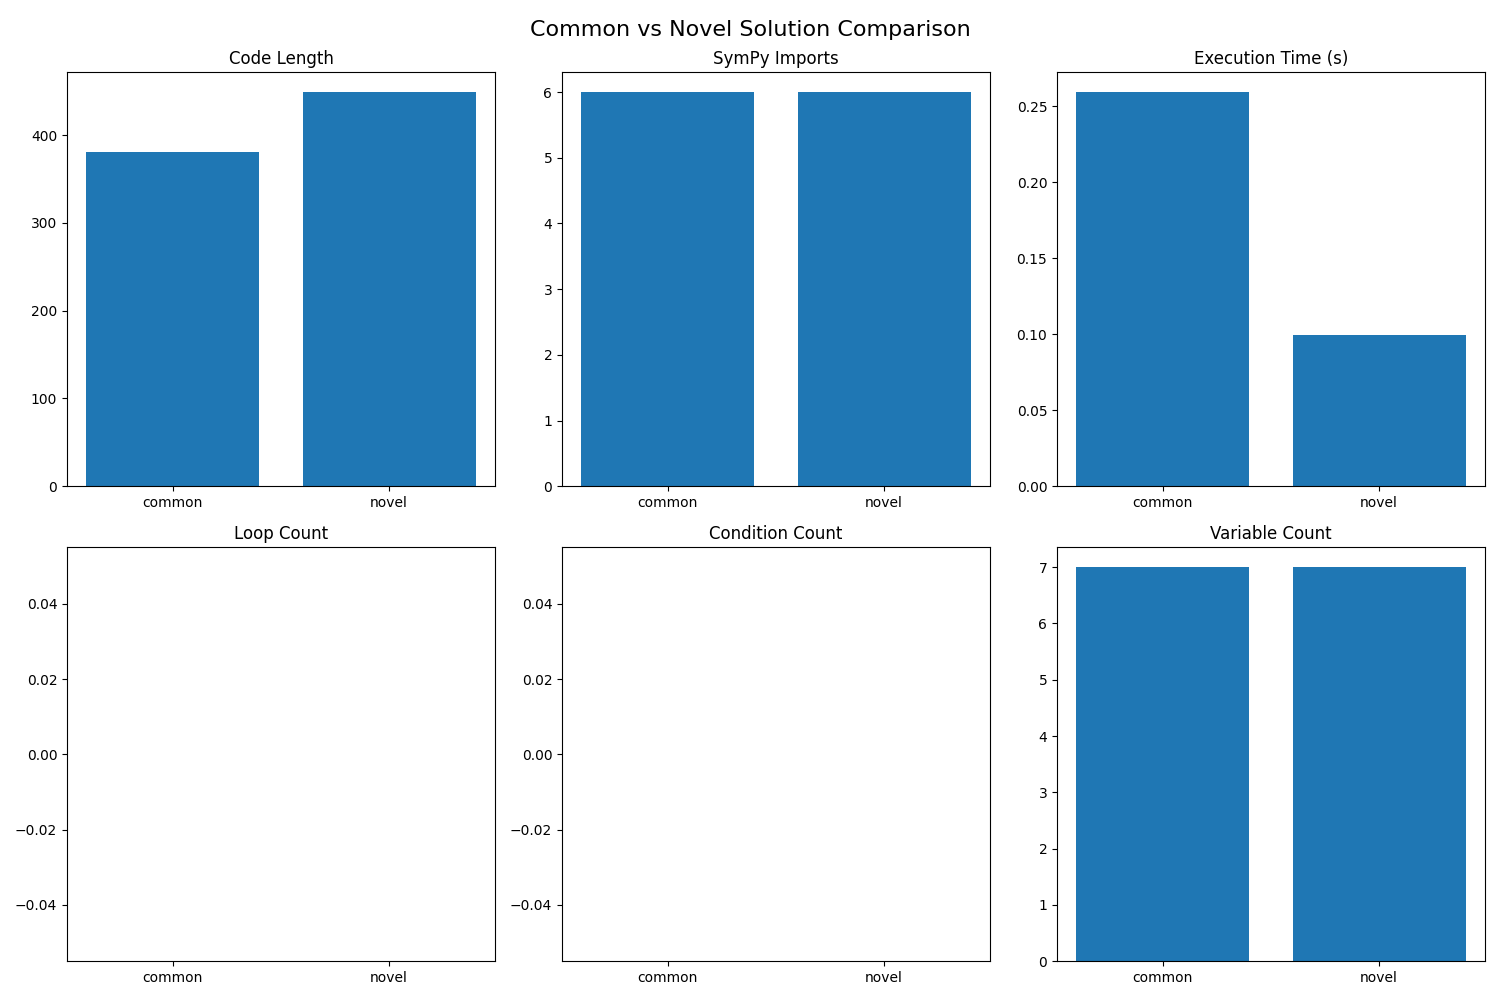 Common vs Novel Solution Comparison
Code Length
400
300
200
100
0
common novel
SymPy Imports
6
5
4
3
2
1
0
common novel
Execution Time (s)
0.25
0.20
0.15
0.10
0.05
0.00
common novel
Loop Count
0.04
0.02
0.00
−0.02
−0.04
common novel
Condition Count
0.04
0.02
0.00
−0.02
−0.04
common novel
Variable Count
7
6
5
4
3
2
1
0
common novel